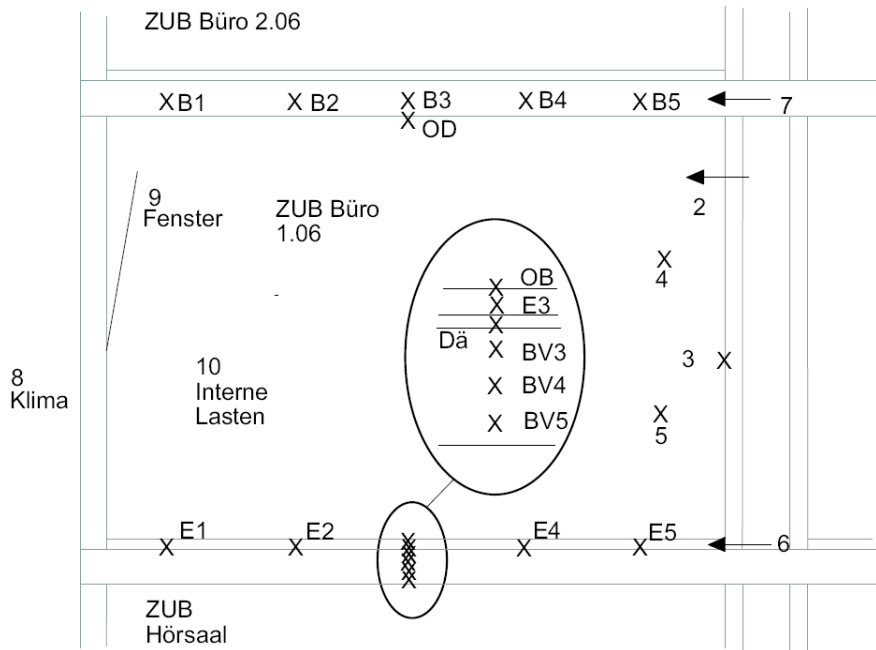 ZUB Büro 2.06
X B1
X B2
X B3
X B4
X B5
7
X OD
9
Fenster
ZUB Büro
1.06
2
X
4
X OB
X E3
Dä X
X BV3
X BV4
X BV5
3 X
X
5
8
Klima
10
Interne
Lasten
X E1
X E2
X
X
X
X
X
X
X E4
X E5
6
ZUB
Hörsaal